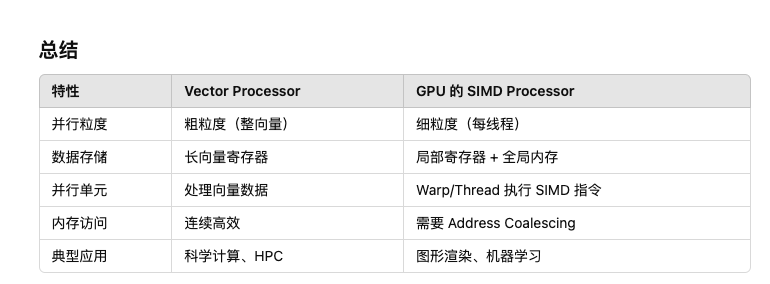 总结
特性 Vector Processor GPU 的 SIMD Processor
并行粒度 粗粒度（整向量） 细粒度（每线程）
数据存储 长向量寄存器 局部寄存器 + 全局内存
并行单元 处理向量数据 Warp/Thread 执行 SIMD 指令
内存访问 连续高效 需要 Address Coalescing
典型应用 科学计算、HPC 图形渲染、机器学习